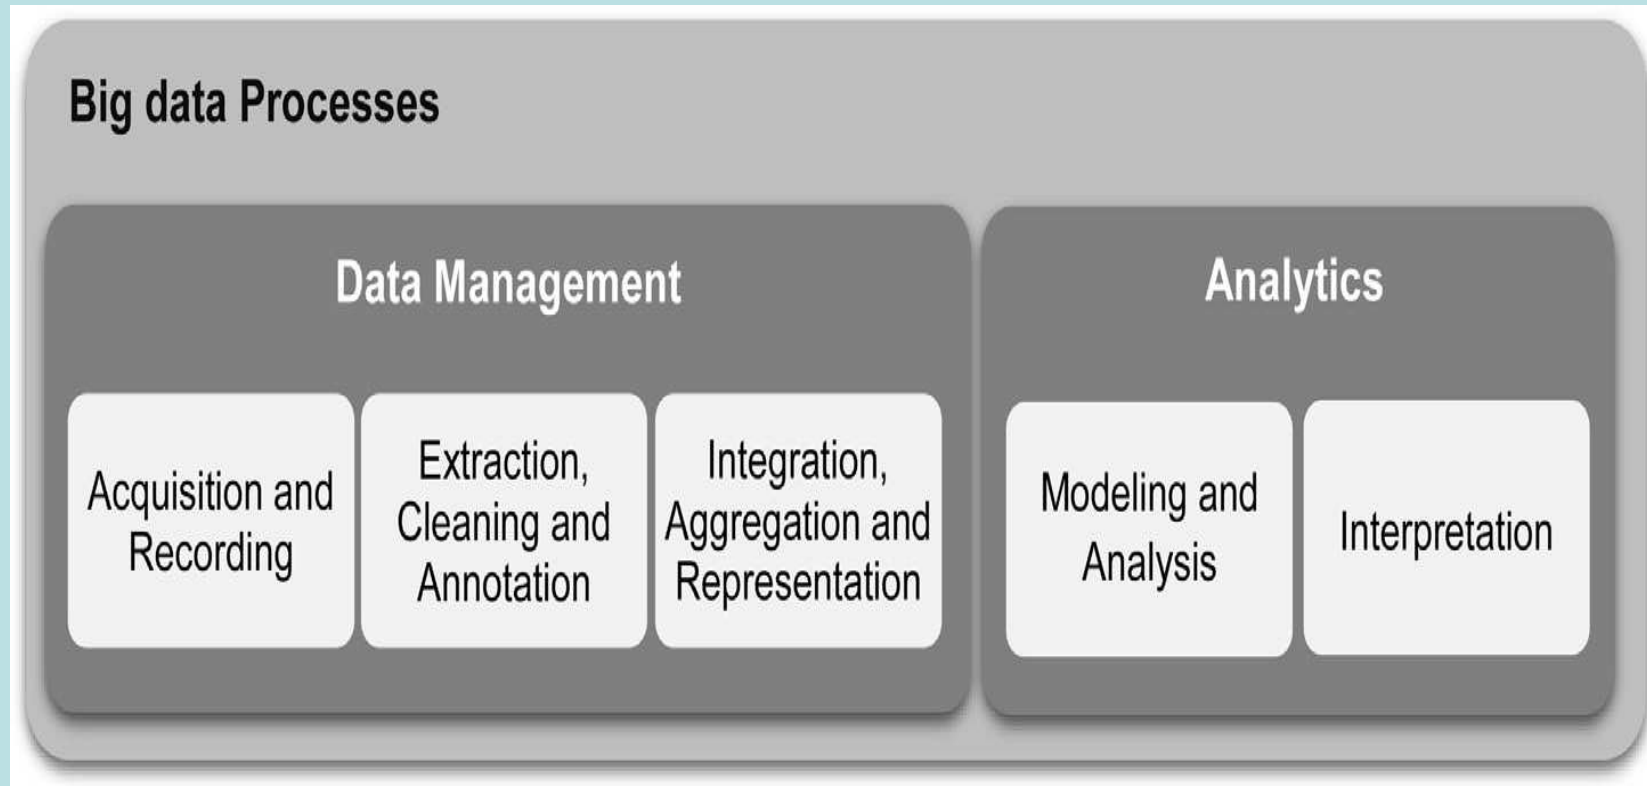 Big data Processes
Data Management
Analytics
Acquisition and
Recording
Extraction,
Cleaning and
Annotation
Integration,
Aggregation and
Representation
Modeling and
Analysis
Interpretation